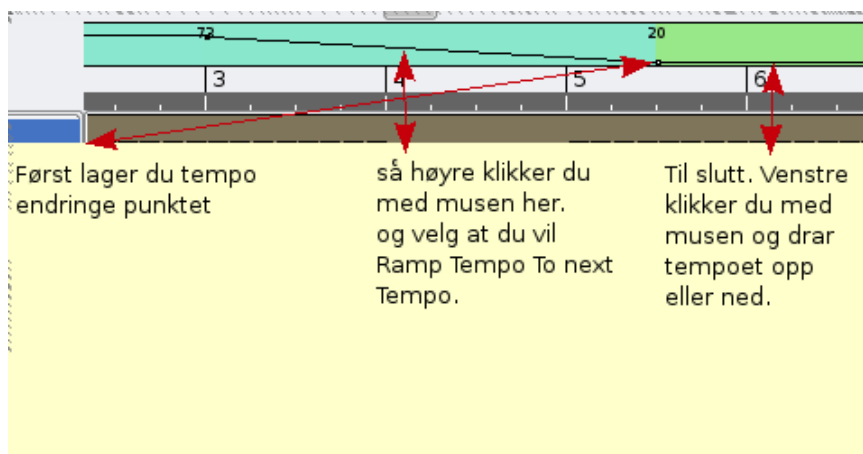 73 20
3 4 5 6
Først lager du tempo
endringe punktet
så høyre klikker du
med musen her.
og velg at du vil
Ramp Tempo To next
Tempo.
Til slutt. Venstre
klikker du med
musen og drar
tempoet opp
eller ned.